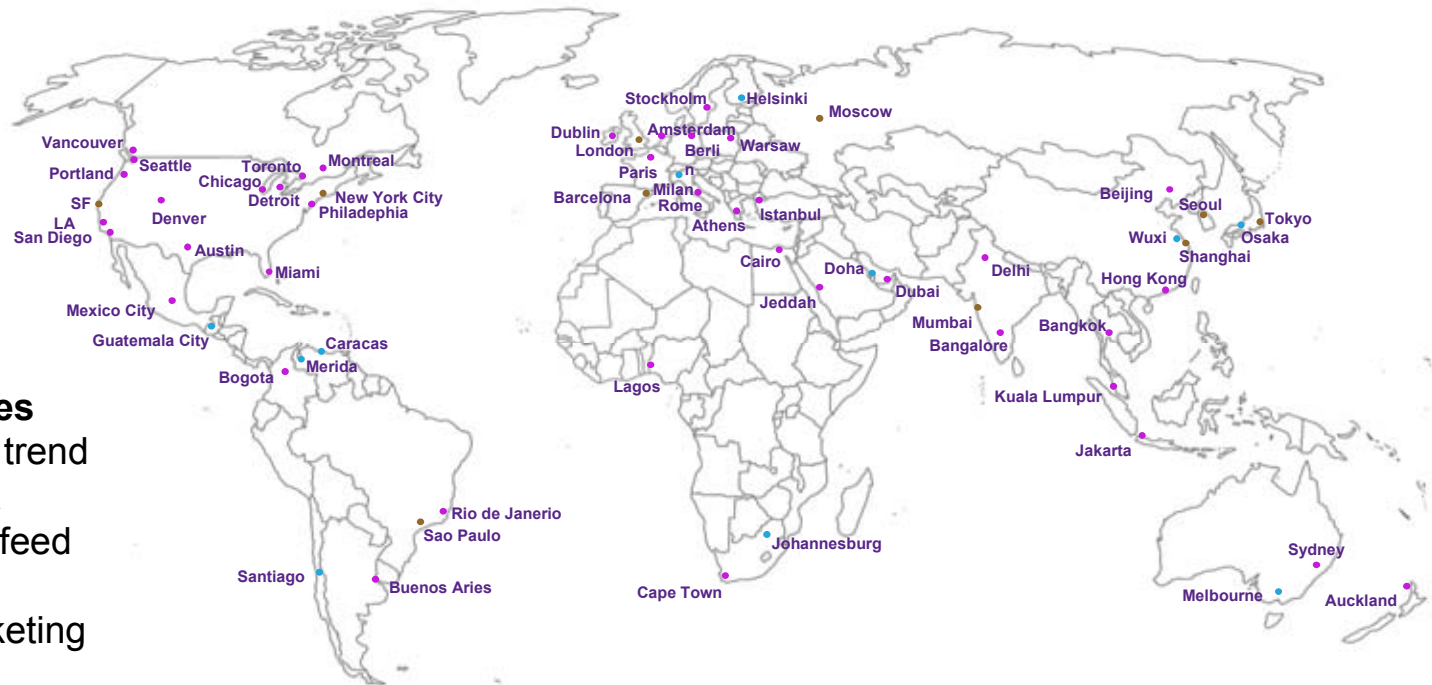 Stockholm
Helsinki
Moscow
Dublin
Amsterdam
London
Berli
n
Warsaw
Paris
Vancouver
Seattle
Toronto
Montreal
Portland
Chicago
Detroit
New York City
Philadephia
SF
Denver
LA
San Diego
Austin
Miami
Barcelona
Milan
Rome
Athens
Istanbul
Beijing
Seoul
Tokyo
Wuxi
Osaka
Shanghai
Cairo
Doha
Dubai
Delhi
Hong Kong
Jeddah
Mumbai
Bangalore
Bangkok
Mexico City
Guatemala City
Caracas
Merida
Bogota
Lagos
Kuala Lumpur
Jakarta
es
trend
feed
keting
Rio de Janerio
Sao Paulo
Santiago
Buenos Aries
Johannesburg
Cape Town
Sydney
Melbourne
Auckland